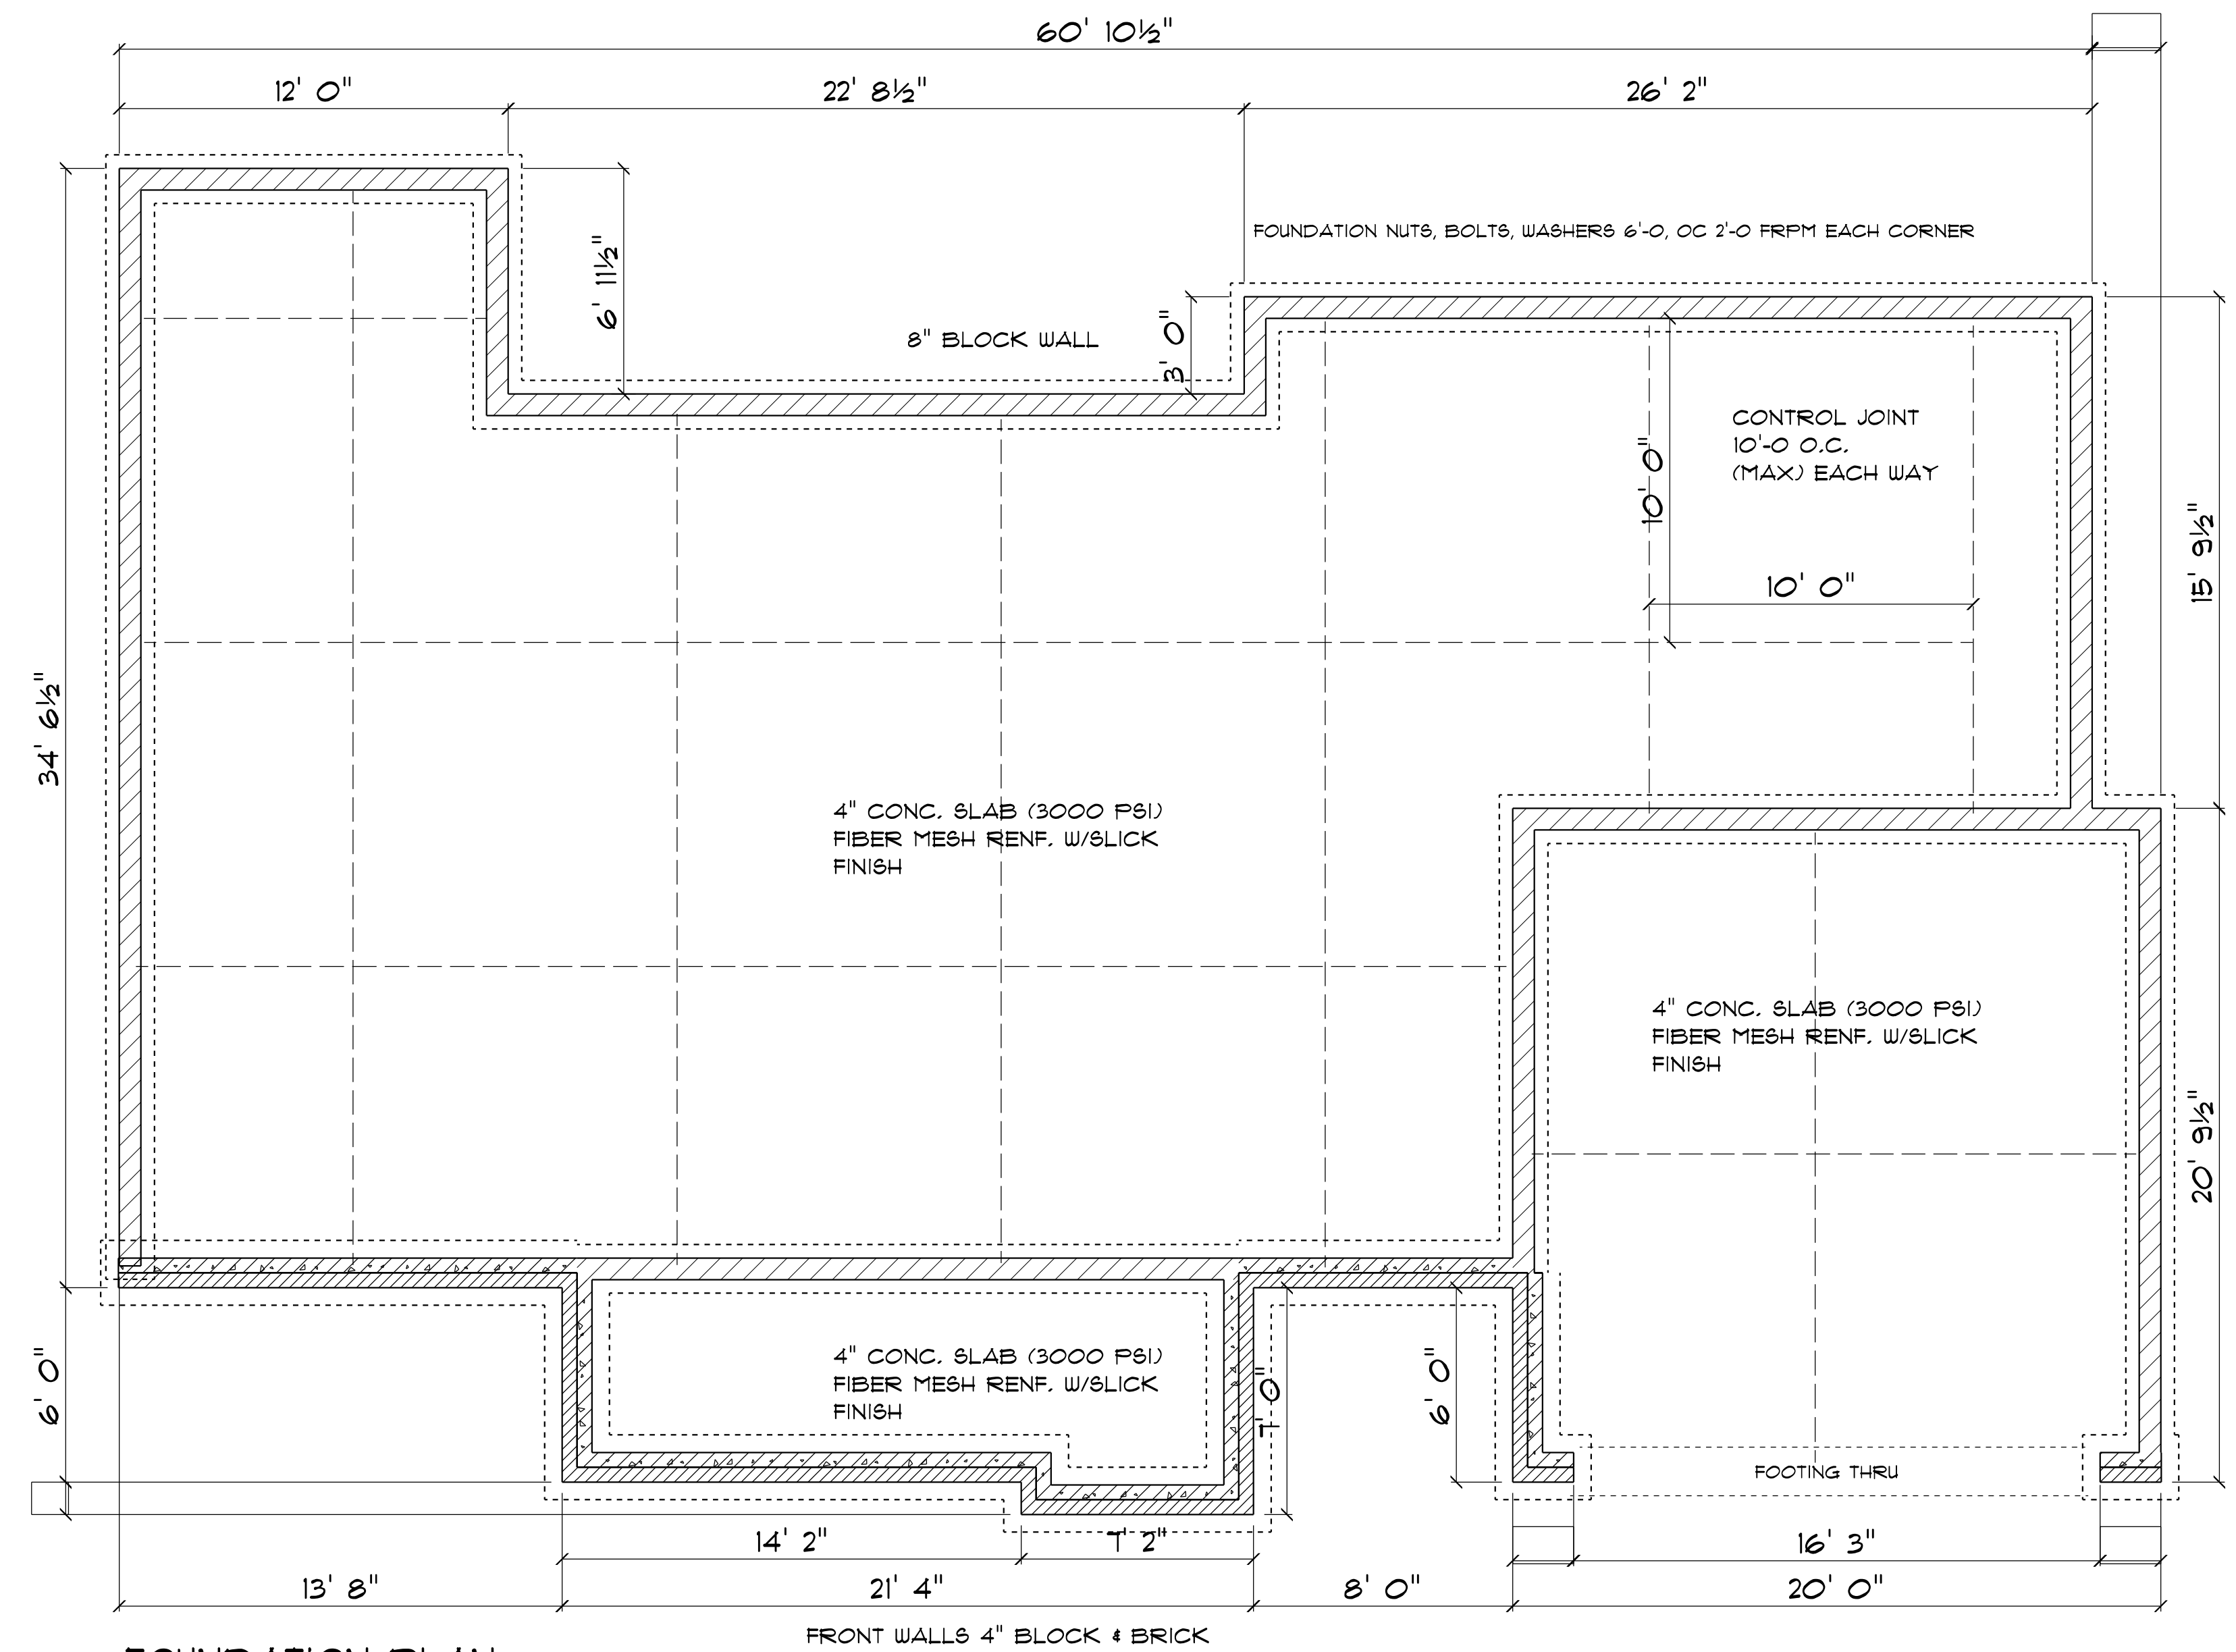 60' 10½"
12' 0"
22' 8½"
26' 2"
6' 11½"
FOUNDATION NUTS, BOLTS, WASHERS 6'-0, OC 2'-0 FRPM EACH CORNER
8" BLOCK WALL
3' 0"
CONTROL JOINT
10'-0 O.C.
(MAX) EACH WAY
10' 0"
10' 0"
15' 9½"
34' 6½"
4" CONC. SLAB (3000 PSI)
FIBER MESH RENF. W/SLICK
FINISH
4" CONC. SLAB (3000 PSI)
FIBER MESH RENF. W/SLICK
FINISH
20' 9½"
6' 0"
4" CONC. SLAB (3000 PSI)
FIBER MESH RENF. W/SLICK
FINISH
7' 0"
6' 0"
FOOTING THRU
14' 2"
7' 2"
16' 3"
13' 8"
21' 4"
8' 0"
20' 0"
FRONT WALLS 4" BLOCK & BRICK
FOUNDATION PLAN